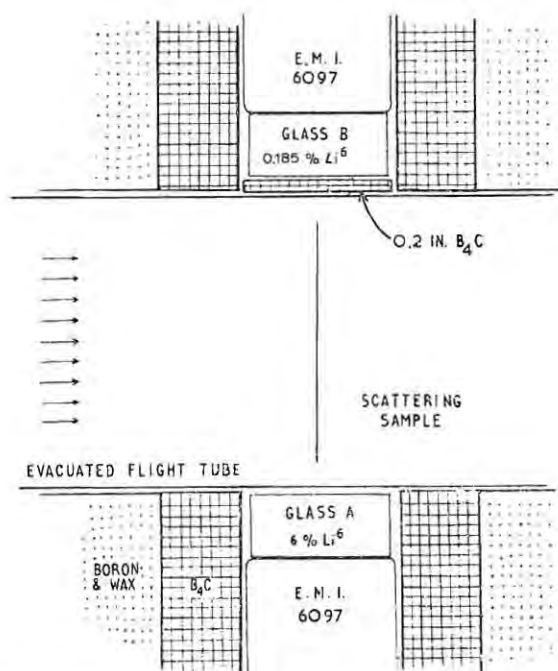 E.M.I.
6097
GLASS B
0.185 % Li⁶
0.2 IN. B₄C
SCATTERING
SAMPLE
EVACUATED FLIGHT TUBE
GLASS A
6 % Li⁶
BORON
& WAX
B₄C
E.M.I.
6097